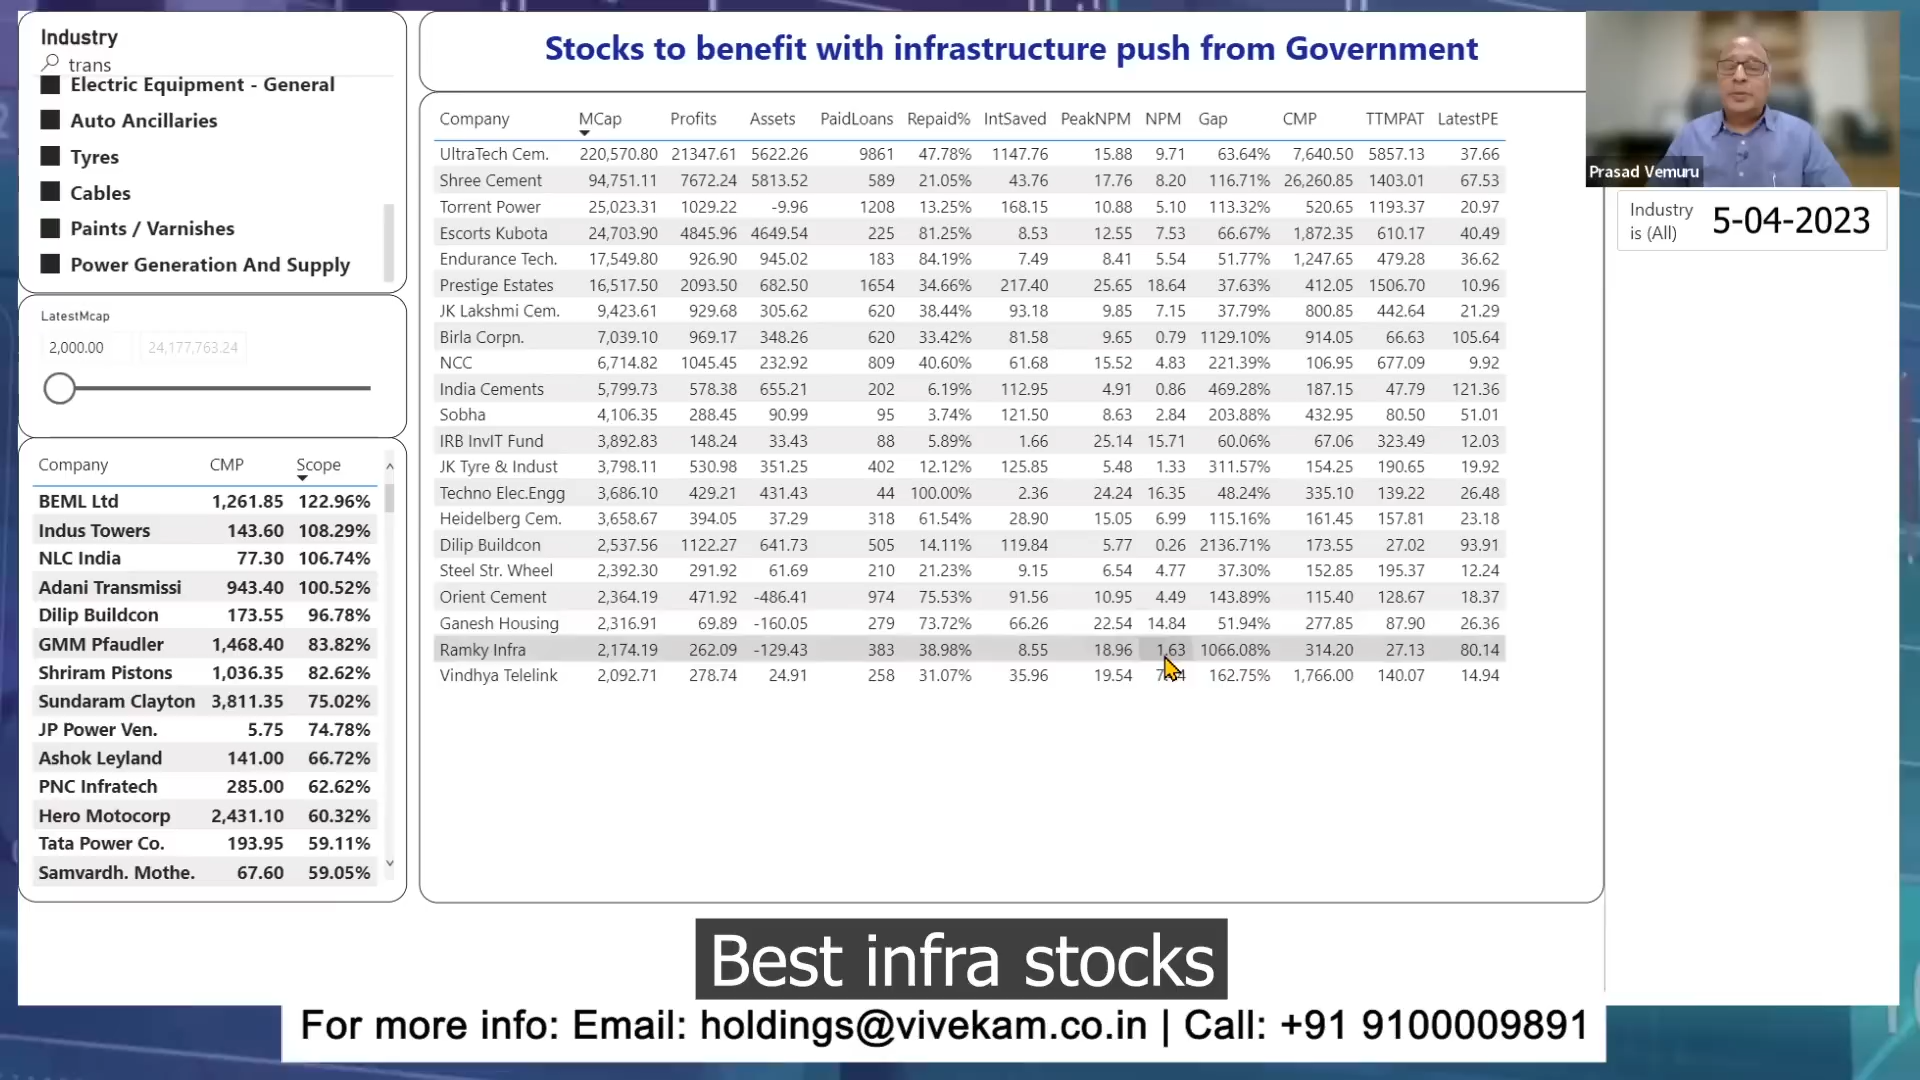 Industry
trans
Electric Equipment - General
Auto Ancillaries
Tyres
Cables
Paints / Varnishes
Power Generation And Supply
LatestMcap
2,000.00 24,177,763.24
Company CMP Scope
BEML Ltd 1,261.85 122.96%
Indus Towers 143.60 108.29%
NLC India 77.30 106.74%
Adani Transmissi 943.40 100.52%
Dilip Buildcon 173.55 96.78%
GMM Pfaudler 1,468.40 83.82%
Shriram Pistons 1,036.35 82.62%
Sundaram Clayton 3,811.35 75.02%
JP Power Ven. 5.75 74.78%
Ashok Leyland 141.00 66.72%
PNC Infratech 285.00 62.62%
Hero Motocorp 2,431.10 60.32%
Tata Power Co. 193.95 59.11%
Samvardh. Mothe. 67.60 59.05%
Stocks to benefit with infrastructure push from Government
Company MCap Profits Assets PaidLoans Repaid% IntSaved PeakNPM NPM Gap CMP TTMPAT LatestPE
UltraTech Cem. 220,570.80 21347.61 5622.26 9861 47.78% 1147.76 15.88 9.71 63.64% 7,640.50 5857.13 37.66
Shree Cement 94,751.11 7672.24 5813.52 589 21.05% 43.76 17.76 8.20 116.71% 26,260.85 1403.01 67.53
Torrent Power 25,023.31 1029.22 -9.96 1208 13.25% 168.15 10.88 5.10 113.32% 520.65 1193.37 20.97
Escorts Kubota 24,703.90 4845.96 4649.54 225 81.25% 8.53 12.55 7.53 66.67% 1,872.35 610.17 40.49
Endurance Tech. 17,549.80 926.90 945.02 183 84.19% 7.49 8.41 5.54 51.77% 1,247.65 479.28 36.62
Prestige Estates 16,517.50 2093.50 682.50 1654 34.66% 217.40 25.65 18.64 37.63% 412.05 1506.70 10.96
JK Lakshmi Cem. 9,423.61 929.68 305.62 620 38.44% 93.18 9.85 7.15 37.79% 800.85 442.64 21.29
Birla Corpn. 7,039.10 969.17 348.26 620 33.42% 81.58 9.65 0.79 1129.10% 914.05 66.63 105.64
NCC 6,714.82 1045.45 232.92 809 40.60% 61.68 15.52 4.83 221.39% 106.95 677.09 9.92
India Cements 5,799.73 578.38 655.21 202 6.19% 112.95 4.91 0.86 469.28% 187.15 47.79 121.36
Sobha 4,106.35 288.45 90.99 95 3.74% 121.50 8.63 2.84 203.88% 432.95 80.50 51.01
IRB InvIT Fund 3,892.83 148.24 33.43 88 5.89% 1.66 25.14 15.71 60.06% 67.06 323.49 12.03
JK Tyre & Indust 3,798.11 530.98 351.25 402 12.12% 125.85 5.48 1.33 311.57% 154.25 190.65 19.92
Techno Elec.Engg 3,686.10 429.21 431.43 44 100.00% 2.36 24.24 16.35 48.24% 335.10 139.22 26.48
Heidelberg Cem. 3,658.67 394.05 37.29 318 61.54% 28.90 15.05 6.99 115.16% 161.45 157.81 23.18
Dilip Buildcon 2,537.56 1122.27 641.73 505 14.11% 119.84 5.77 0.26 2136.71% 173.55 27.02 93.91
Steel Str. Wheel 2,392.30 291.92 61.69 210 21.23% 9.15 6.54 4.77 37.30% 152.85 195.37 12.24
Orient Cement 2,364.19 471.92 -486.41 974 75.53% 91.56 10.95 4.49 143.89% 115.40 128.67 18.37
Ganesh Housing 2,316.91 69.89 -160.05 279 73.72% 66.26 22.54 14.84 51.94% 277.85 87.90 26.36
Ramky Infra 2,174.19 262.09 -129.43 383 38.98% 8.55 18.96 1.63 1066.08% 314.20 27.13 80.14
Vindhya Telelink 2,092.71 278.74 24.91 258 31.07% 35.96 19.54 162.75% 1,766.00 140.07 14.94
Prasad Vemuru
Industry
is (All)
5-04-2023
Best infra stocks
For more info: Email: holdings@vivekam.co.in | Call: +91 9100009891